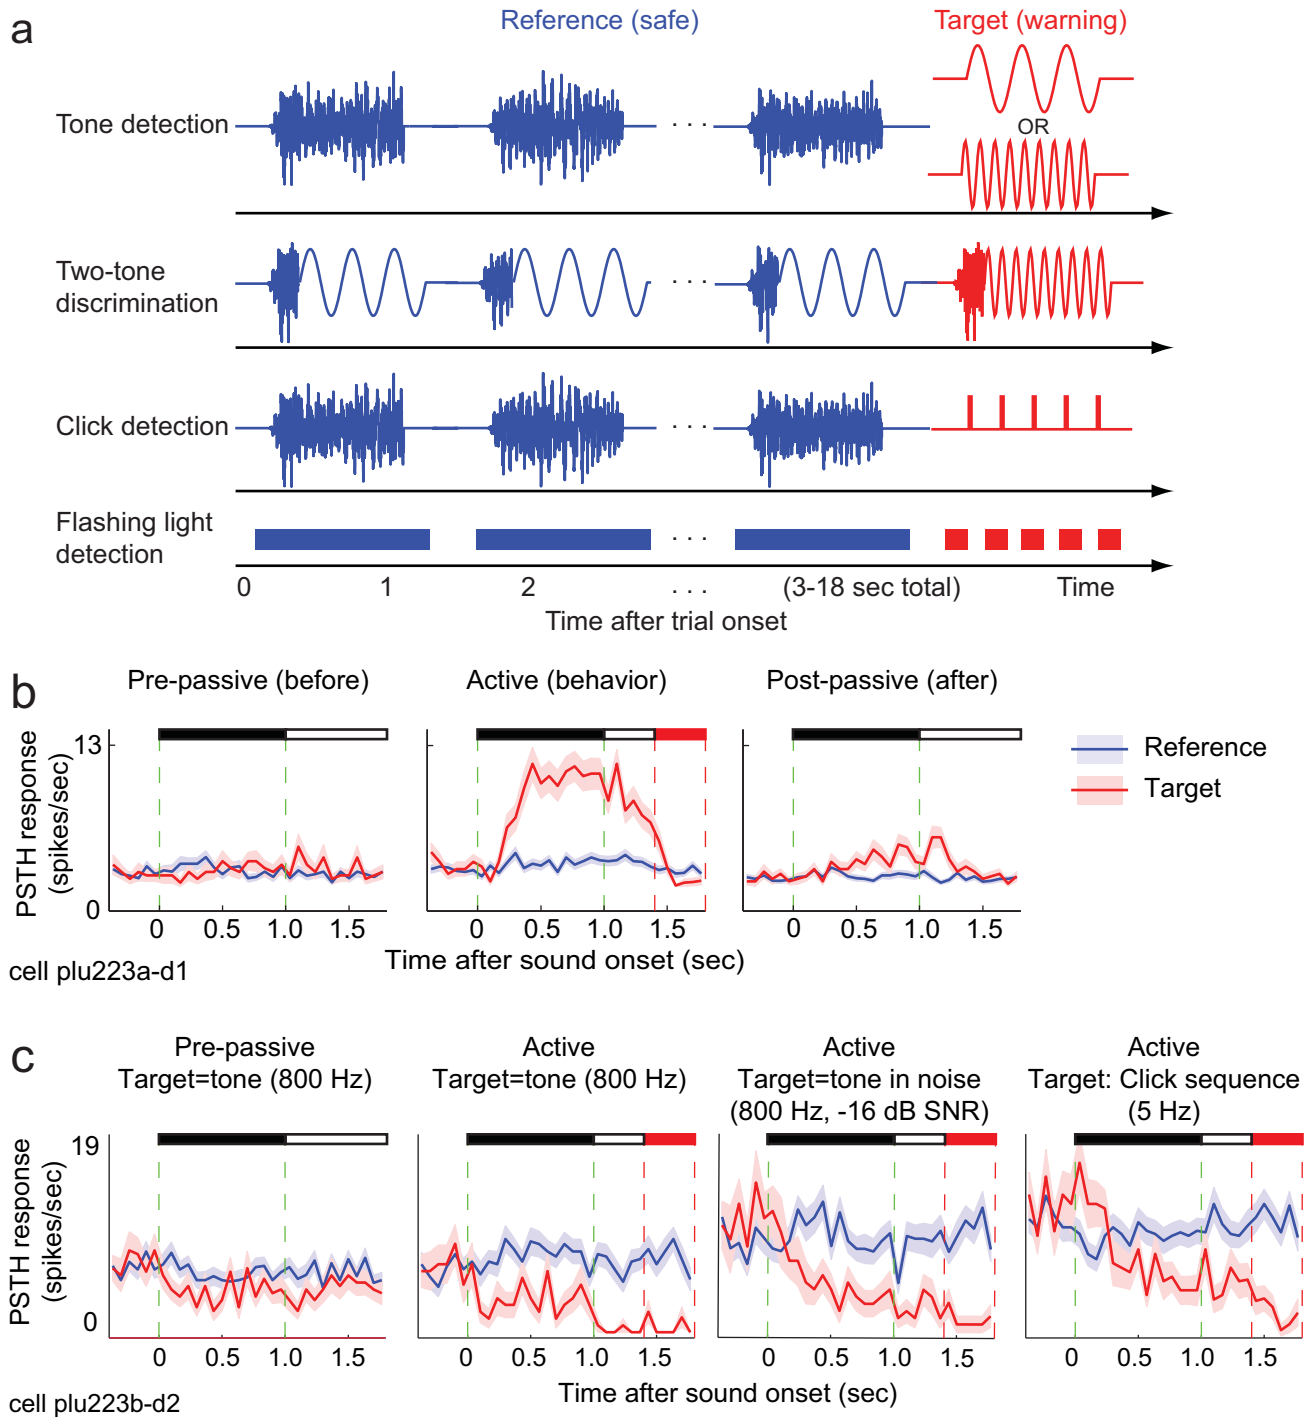 a
Reference (safe)
Target (warning)
Tone detection
OR
Two-tone
discrimination
Click detection
Flashing light
detection
0 1 2 . . . (3-18 sec total) Time
Time after trial onset
b
Pre-passive (before)
Active (behavior)
Post-passive (after)
PSTH response
(spikes/sec)
13
0
Reference
Target
0 0.5 1.0 1.5
0 0.5 1.0 1.5
0 0.5 1.0 1.5
Time after sound onset (sec)
cell plu223a-d1
c
Pre-passive
Target=tone (800 Hz)
Active
Target=tone (800 Hz)
Active
Target=tone in noise
(800 Hz, -16 dB SNR)
Active
Target: Click sequence
(5 Hz)
PSTH response
(spikes/sec)
19
0
0 0.5 1.0 1.5
0 0.5 1.0 1.5
0 0.5 1.0 1.5
0 0.5 1.0 1.5
Time after sound onset (sec)
cell plu223b-d2